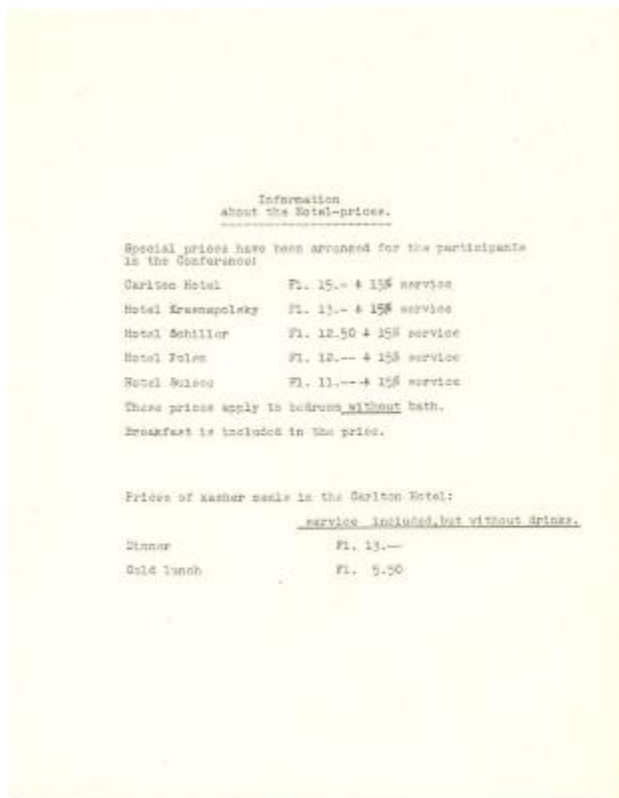 Information
about the Hotel-prices.
Special prices have been arranged for the participants
in the Conference:
Carlton Hotel Fl. 15.- + 15% service
Hotel Krasnapolsky Fl. 13.- + 15% service
Hotel Schiller Fl. 12.50 + 15% service
Hotel Polen Fl. 12.-- + 15% service
Hotel Suisse Fl. 11.--+ 15% service
These prices apply to bedroom without bath.
Breakfast is included in the price.
Prices of kasher meals in the Carlton Hotel:
service included,but without drinks.
Dinner Fl. 13.--
Cold lunch Fl. 5.50